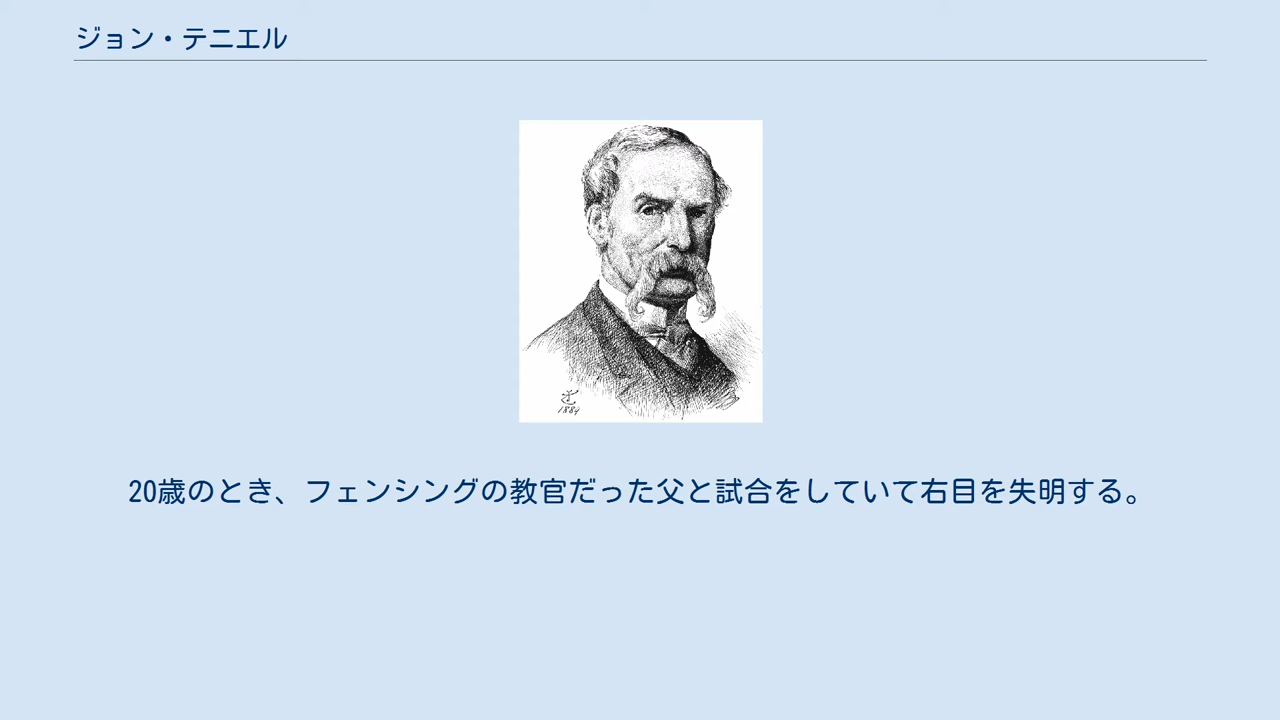 ジョン・テニエル
1884
20歳のとき、フェンシングの教官だった父と試合をしていて右目を失明する。